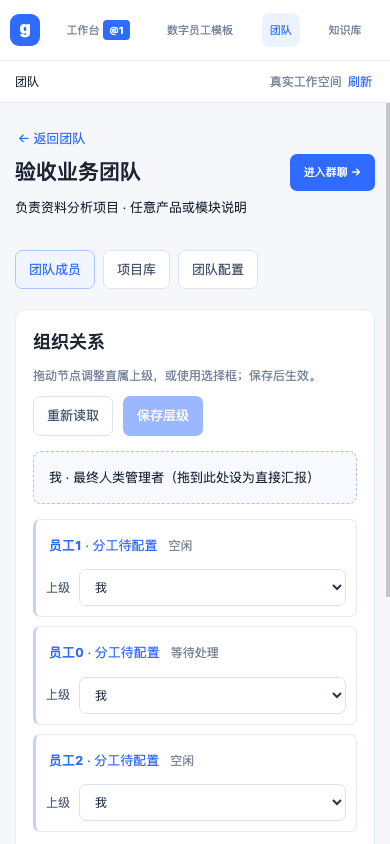 g 工作台 @1 数字员工模板 团队 知识库
团队 真实工作空间 刷新
← 返回团队
验收业务团队 进入群聊 →
负责资料分析项目 · 任意产品或模块说明
团队成员 项目库 团队配置
组织关系
拖动节点调整直属上级，或使用选择框；保存后生效。
重新读取 保存层级
我 · 最终人类管理者（拖到此处设为直接汇报）
员工1 · 分工待配置 空闲
上级 我
员工0 · 分工待配置 等待处理
上级 我
员工2 · 分工待配置 空闲
上级 我